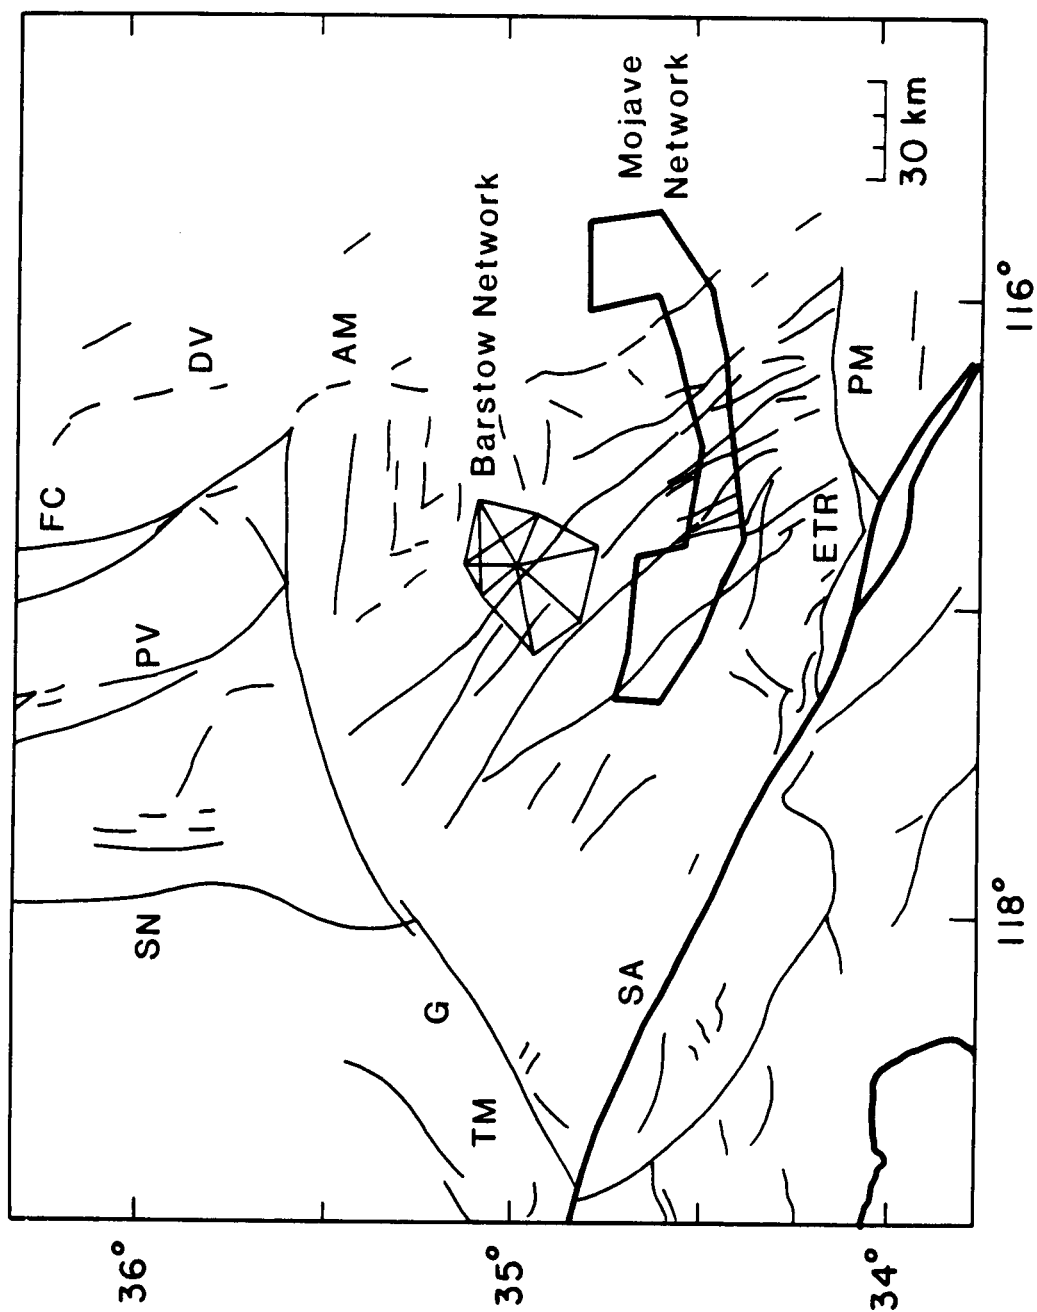 36°
35°
34°
118°
116°
SN
PV
FC
DV
AM
G
TM
SA
ETR
PM
Barstow Network
Mojave
Network
30 km